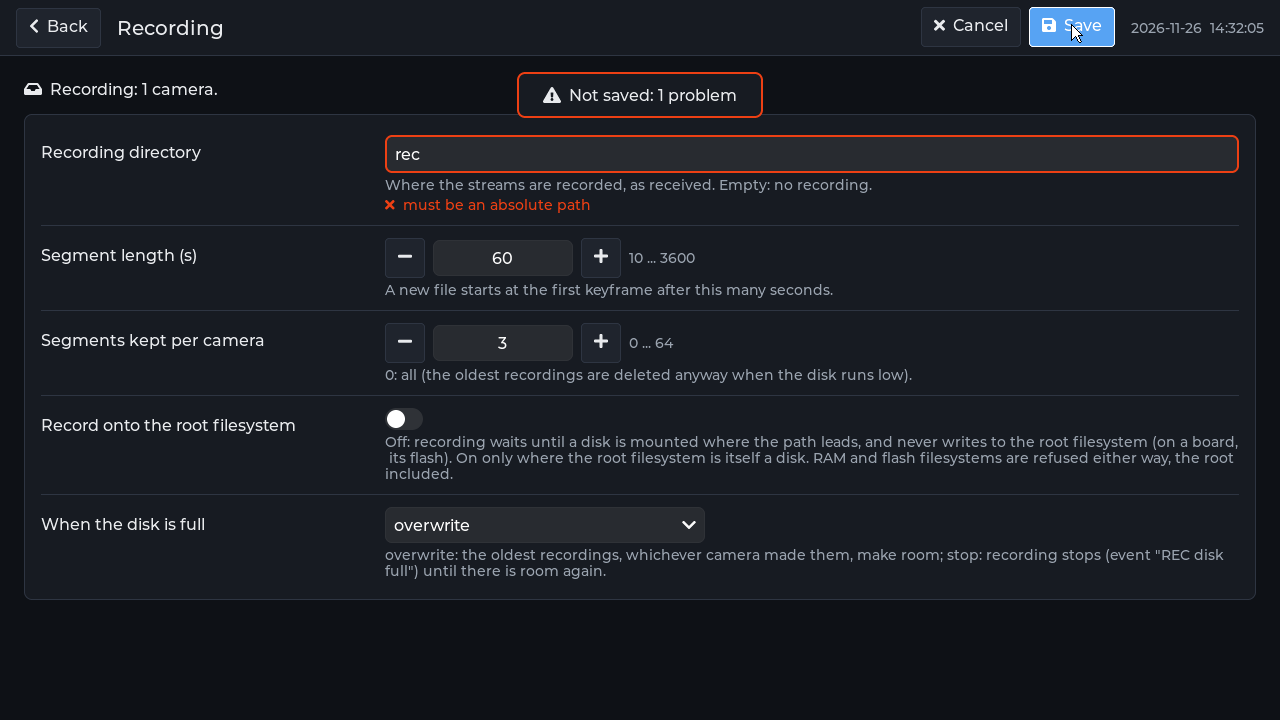 Back
Recording
Cancel
Save
2026-11-26 14:32:05
Recording: 1 camera.
Not saved: 1 problem
Recording directory
rec
Where the streams are recorded, as received. Empty: no recording.
must be an absolute path
Segment length (s)
60
10 ... 3600
A new file starts at the first keyframe after this many seconds.
Segments kept per camera
3
0 ... 64
0: all (the oldest recordings are deleted anyway when the disk runs low).
Record onto the root filesystem
Off: recording waits until a disk is mounted where the path leads, and never writes to the root filesystem (on a board,
its flash). On only where the root filesystem is itself a disk. RAM and flash filesystems are refused either way, the root
included.
When the disk is full
overwrite
overwrite: the oldest recordings, whichever camera made them, make room; stop: recording stops (event "REC disk
full") until there is room again.